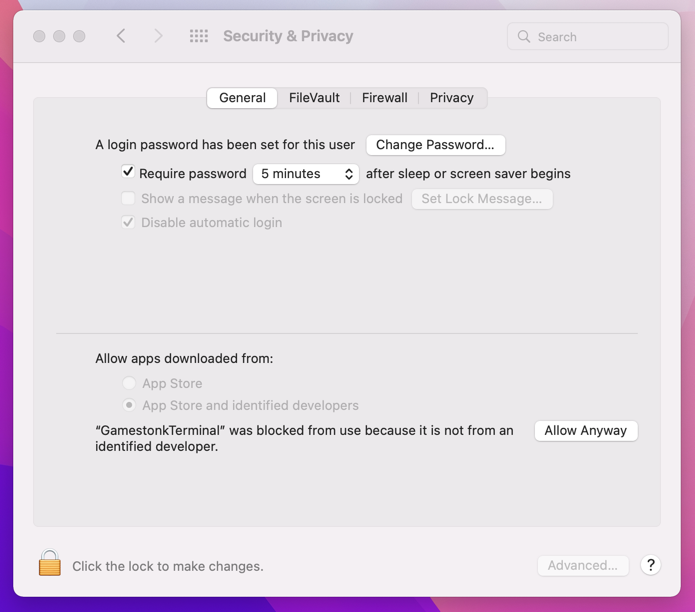 Security & Privacy
Search
General FileVault Firewall Privacy
A login password has been set for this user Change Password...
Require password 5 minutes after sleep or screen saver begins
Show a message when the screen is locked Set Lock Message...
Disable automatic login
Allow apps downloaded from:
App Store
App Store and identified developers
“GamestonkTerminal” was blocked from use because it is not from an Allow Anyway
identified developer.
Click the lock to make changes. Advanced... ?